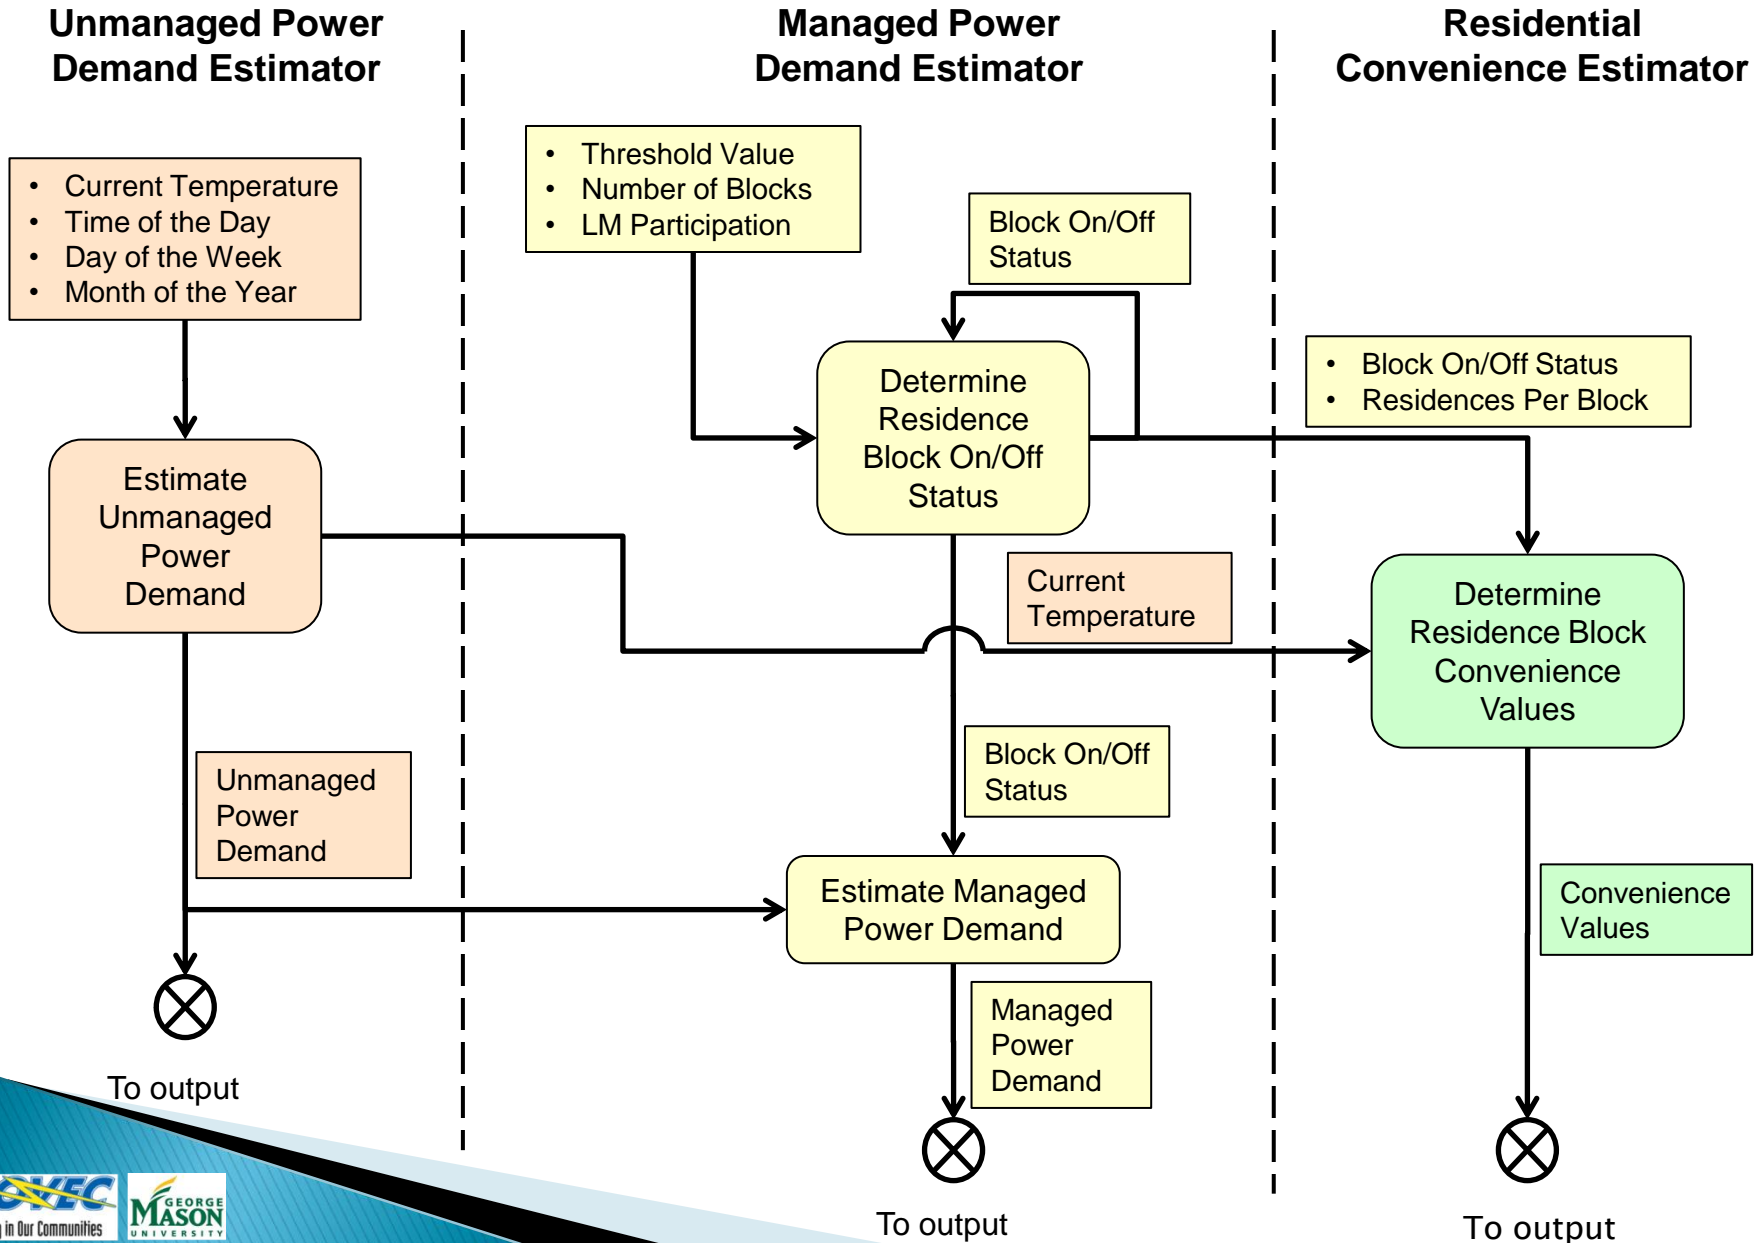 Unmanaged Power
Demand Estimator
Managed Power
Demand Estimator
Residential
Convenience Estimator
• Current Temperature
• Time of the Day
• Day of the Week
• Month of the Year
• Threshold Value
• Number of Blocks
• LM Participation
Block On/Off
Status
Determine
Residence
Block On/Off
Status
• Block On/Off Status
• Residences Per Block
Estimate
Unmanaged
Power
Demand
Current
Temperature
Determine
Residence Block
Convenience
Values
Unmanaged
Power
Demand
Block On/Off
Status
Estimate Managed
Power Demand
Convenience
Values
Managed
Power
Demand
To output
To output
To output
OVEC
in Our Communities
GEORGE
MASON
UNIVERSITY